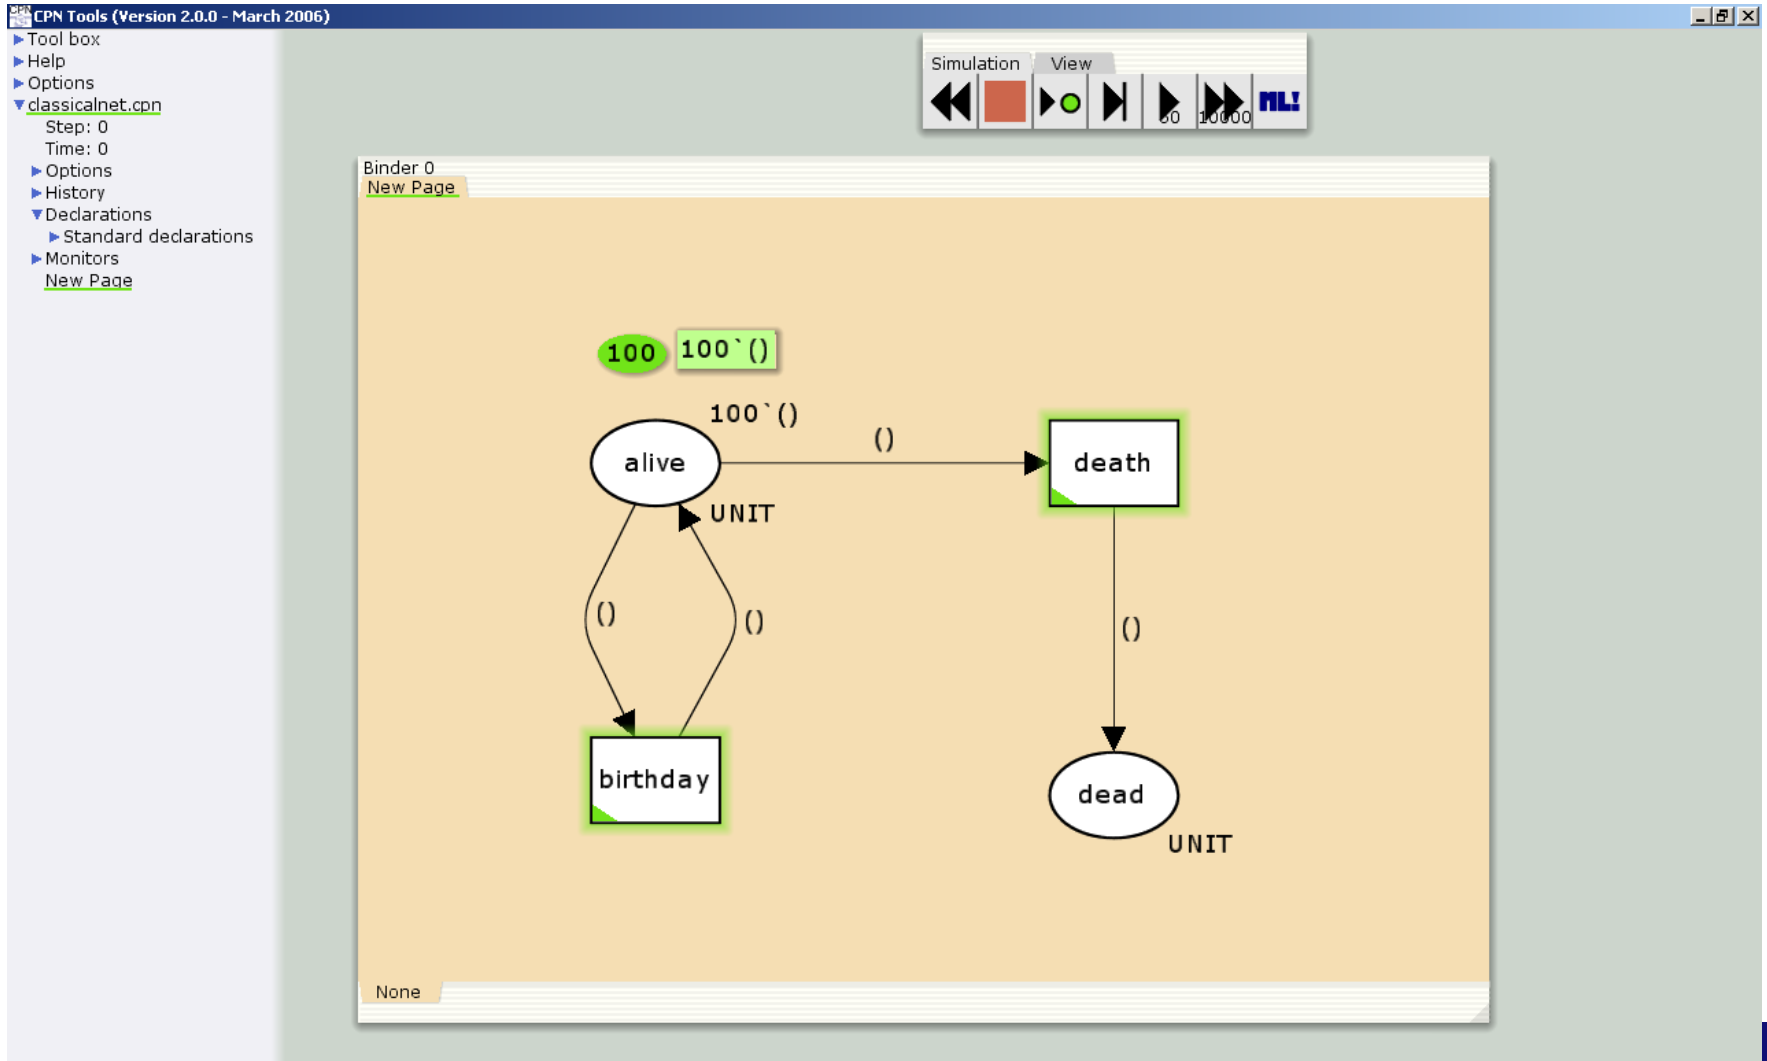 CPN Tools (Version 2.0.0 - March 2006)
Tool box
Help
Options
classicalnet.cpn
Step: 0
Time: 0
Options
History
Declarations
Standard declarations
Monitors
New Page
Simulation View
50
10000
ML!
Binder 0
New Page
100 100`()
100`()
()
alive
death
UNIT
()
()
()
birthday
dead
UNIT
None